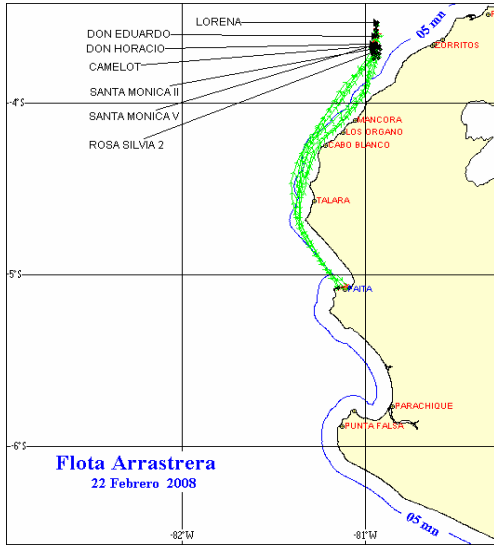 LORENA
DON EDUARDO
DON HORACIO
CAMELOT
SANTA MONICA II
SANTA MONICA V
ROSA SILVIA 2
05 mn
ZORRITOS
-4°S
MANCORA
LOS ORGANO
CABO BLANCO
TALARA
-5°S
PAITA
PARACHIQUE
PUNTA FALSA
-6°S
Flota Arrastrera
22 Febrero 2008
05 mn
-82°W
-81°W